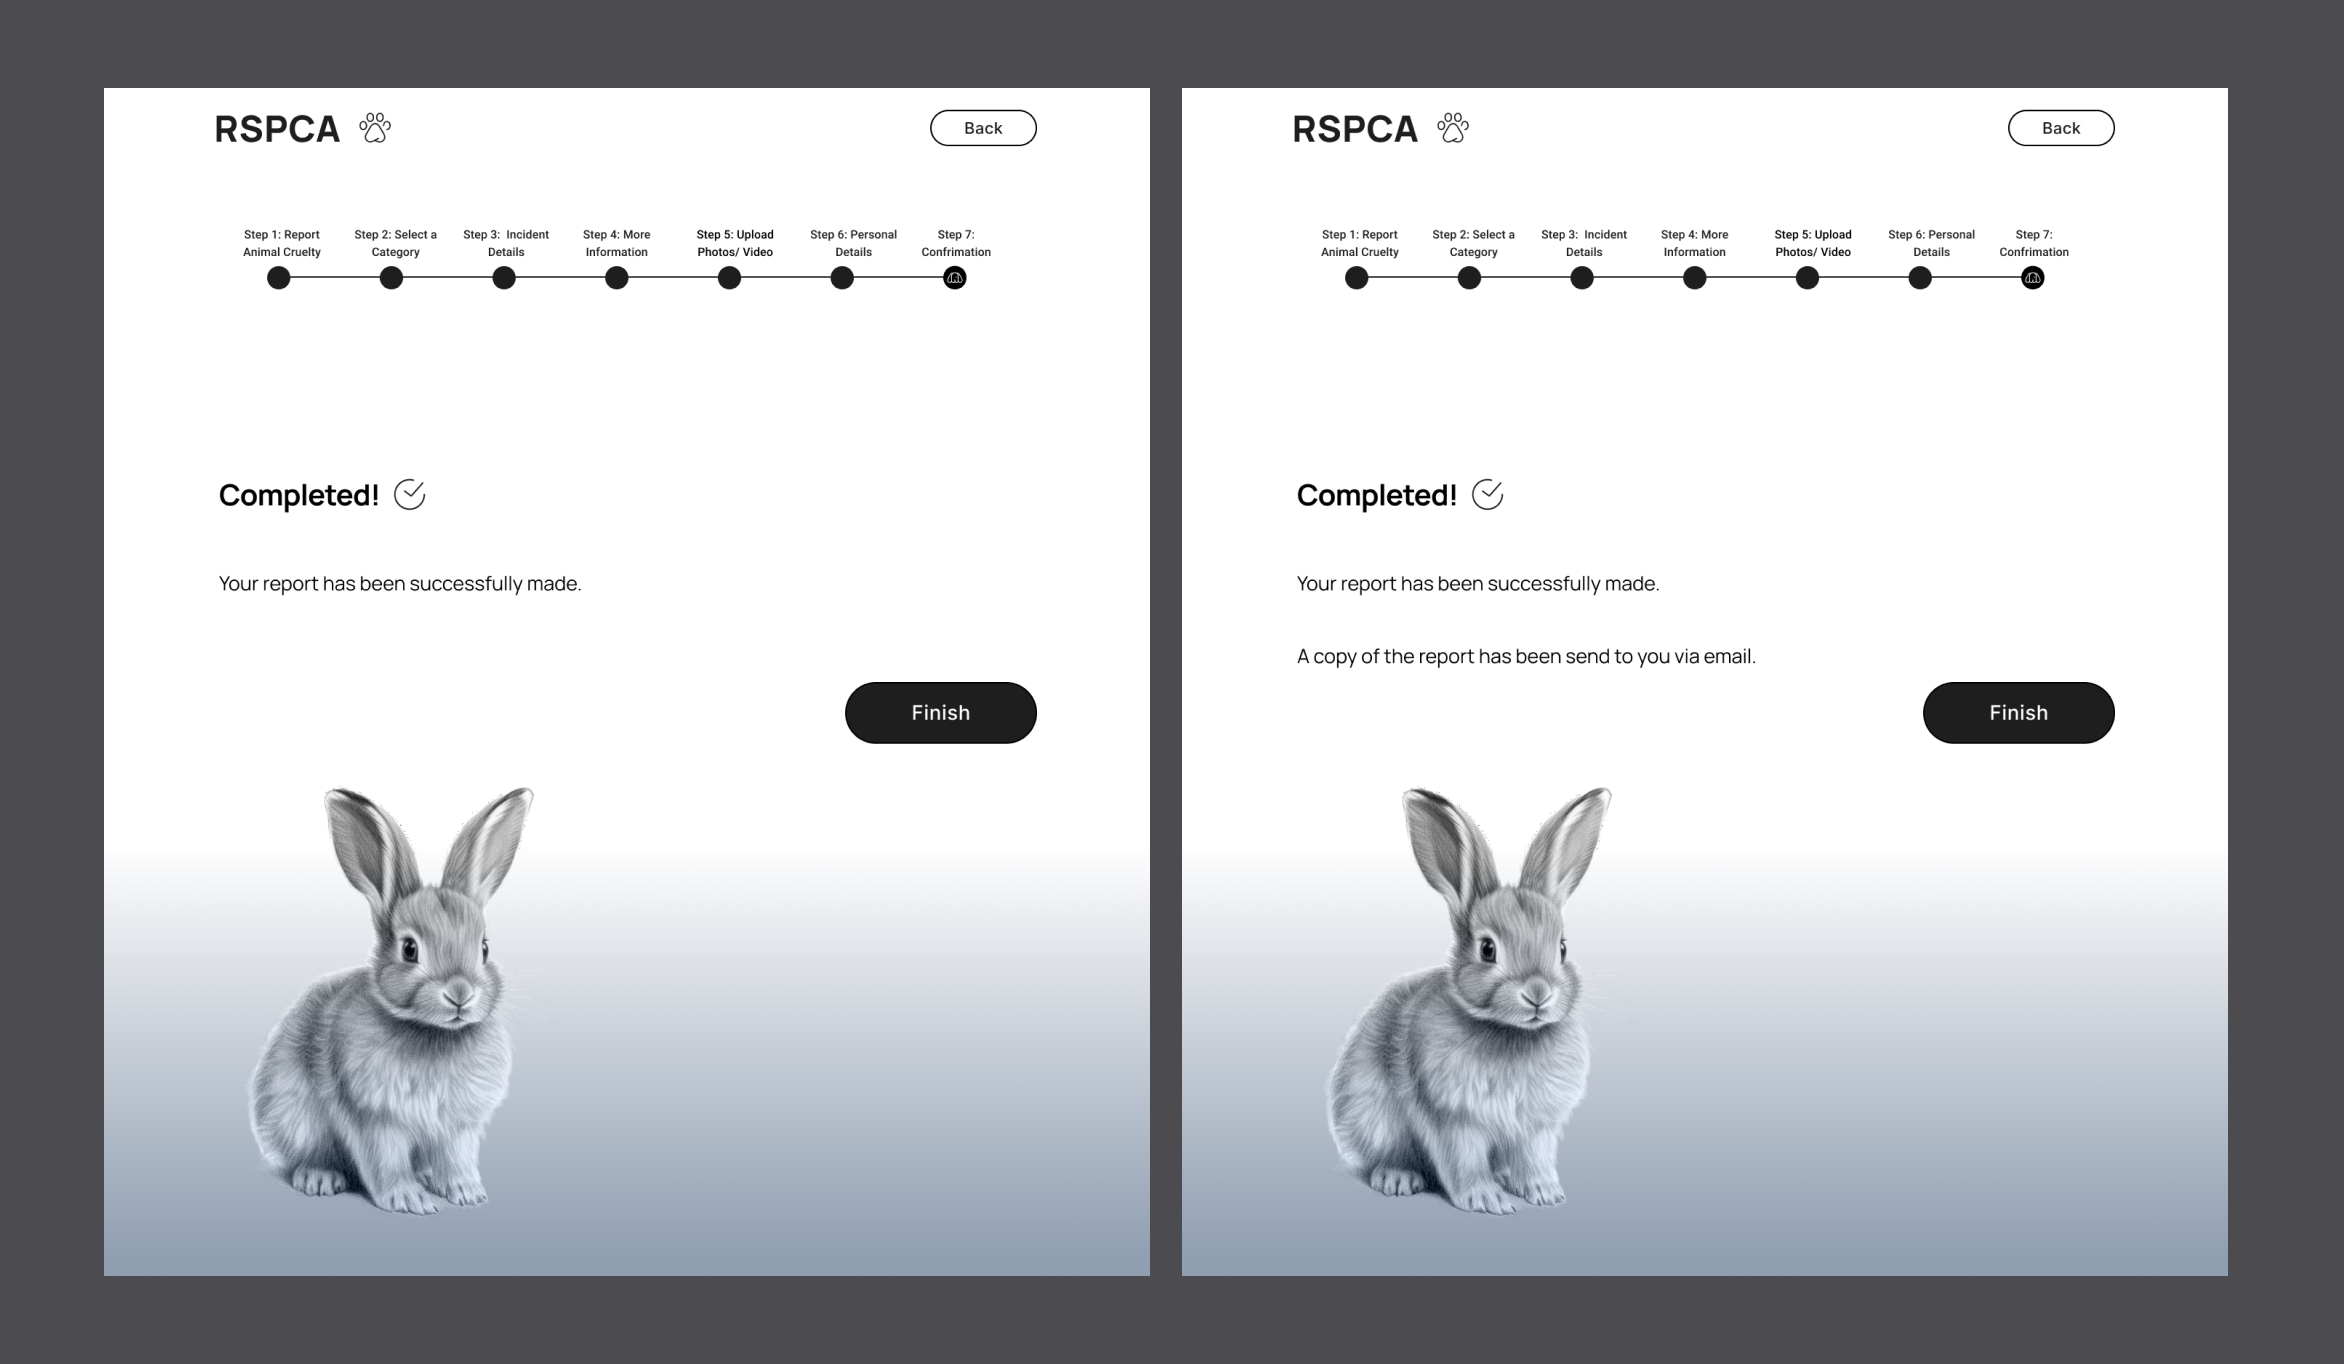 RSPCA
Back
Step 1: Report
Animal Cruelty
Step 2: Select a
Category
Step 3:  Incident
Details
Step 4: More
Information
Step 5: Upload
Photos/ Video
Step 6: Personal
Details
Step 7:
Confrimation
Completed!
Your report has been successfully made.
Finish
RSPCA
Back
Step 1: Report
Animal Cruelty
Step 2: Select a
Category
Step 3:  Incident
Details
Step 4: More
Information
Step 5: Upload
Photos/ Video
Step 6: Personal
Details
Step 7:
Confrimation
Completed!
Your report has been successfully made.
A copy of the report has been send to you via email.
Finish